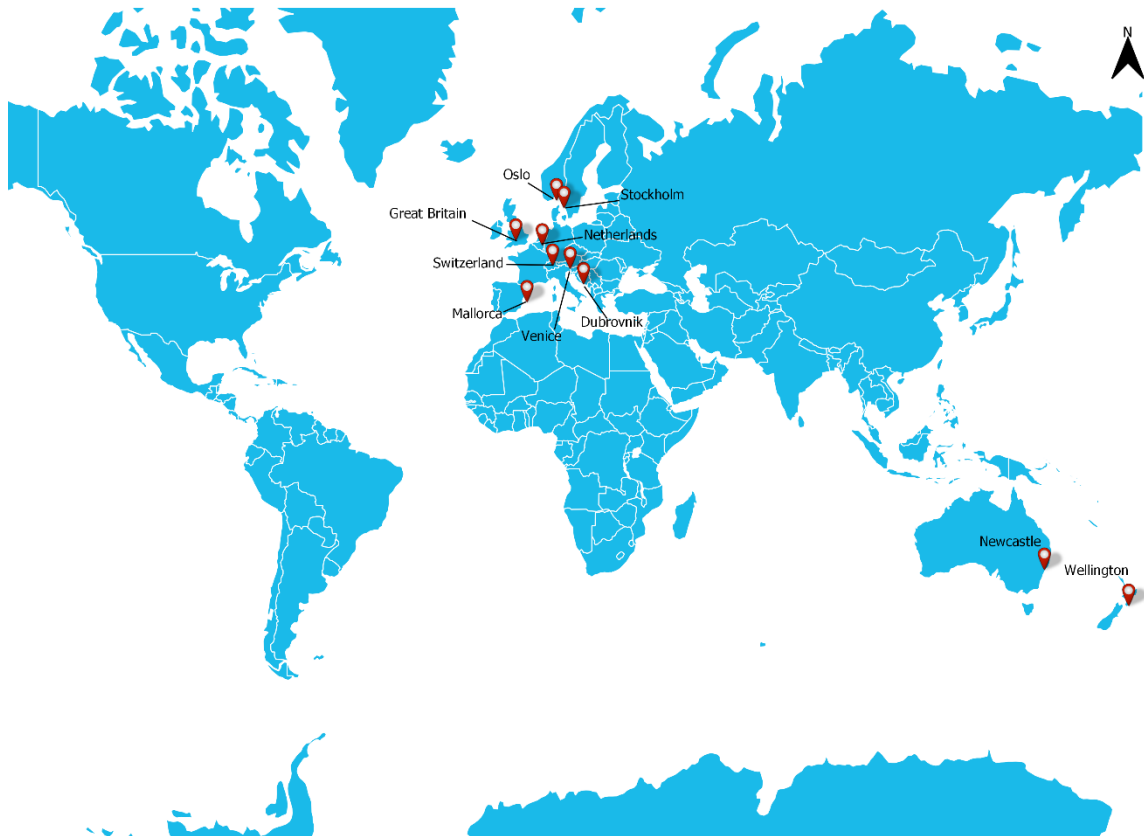 N
Oslo
Stockholm
Great Britain
Netherlands
Switzerland
Mallorca
Venice
Dubrovnik
Newcastle
Wellington